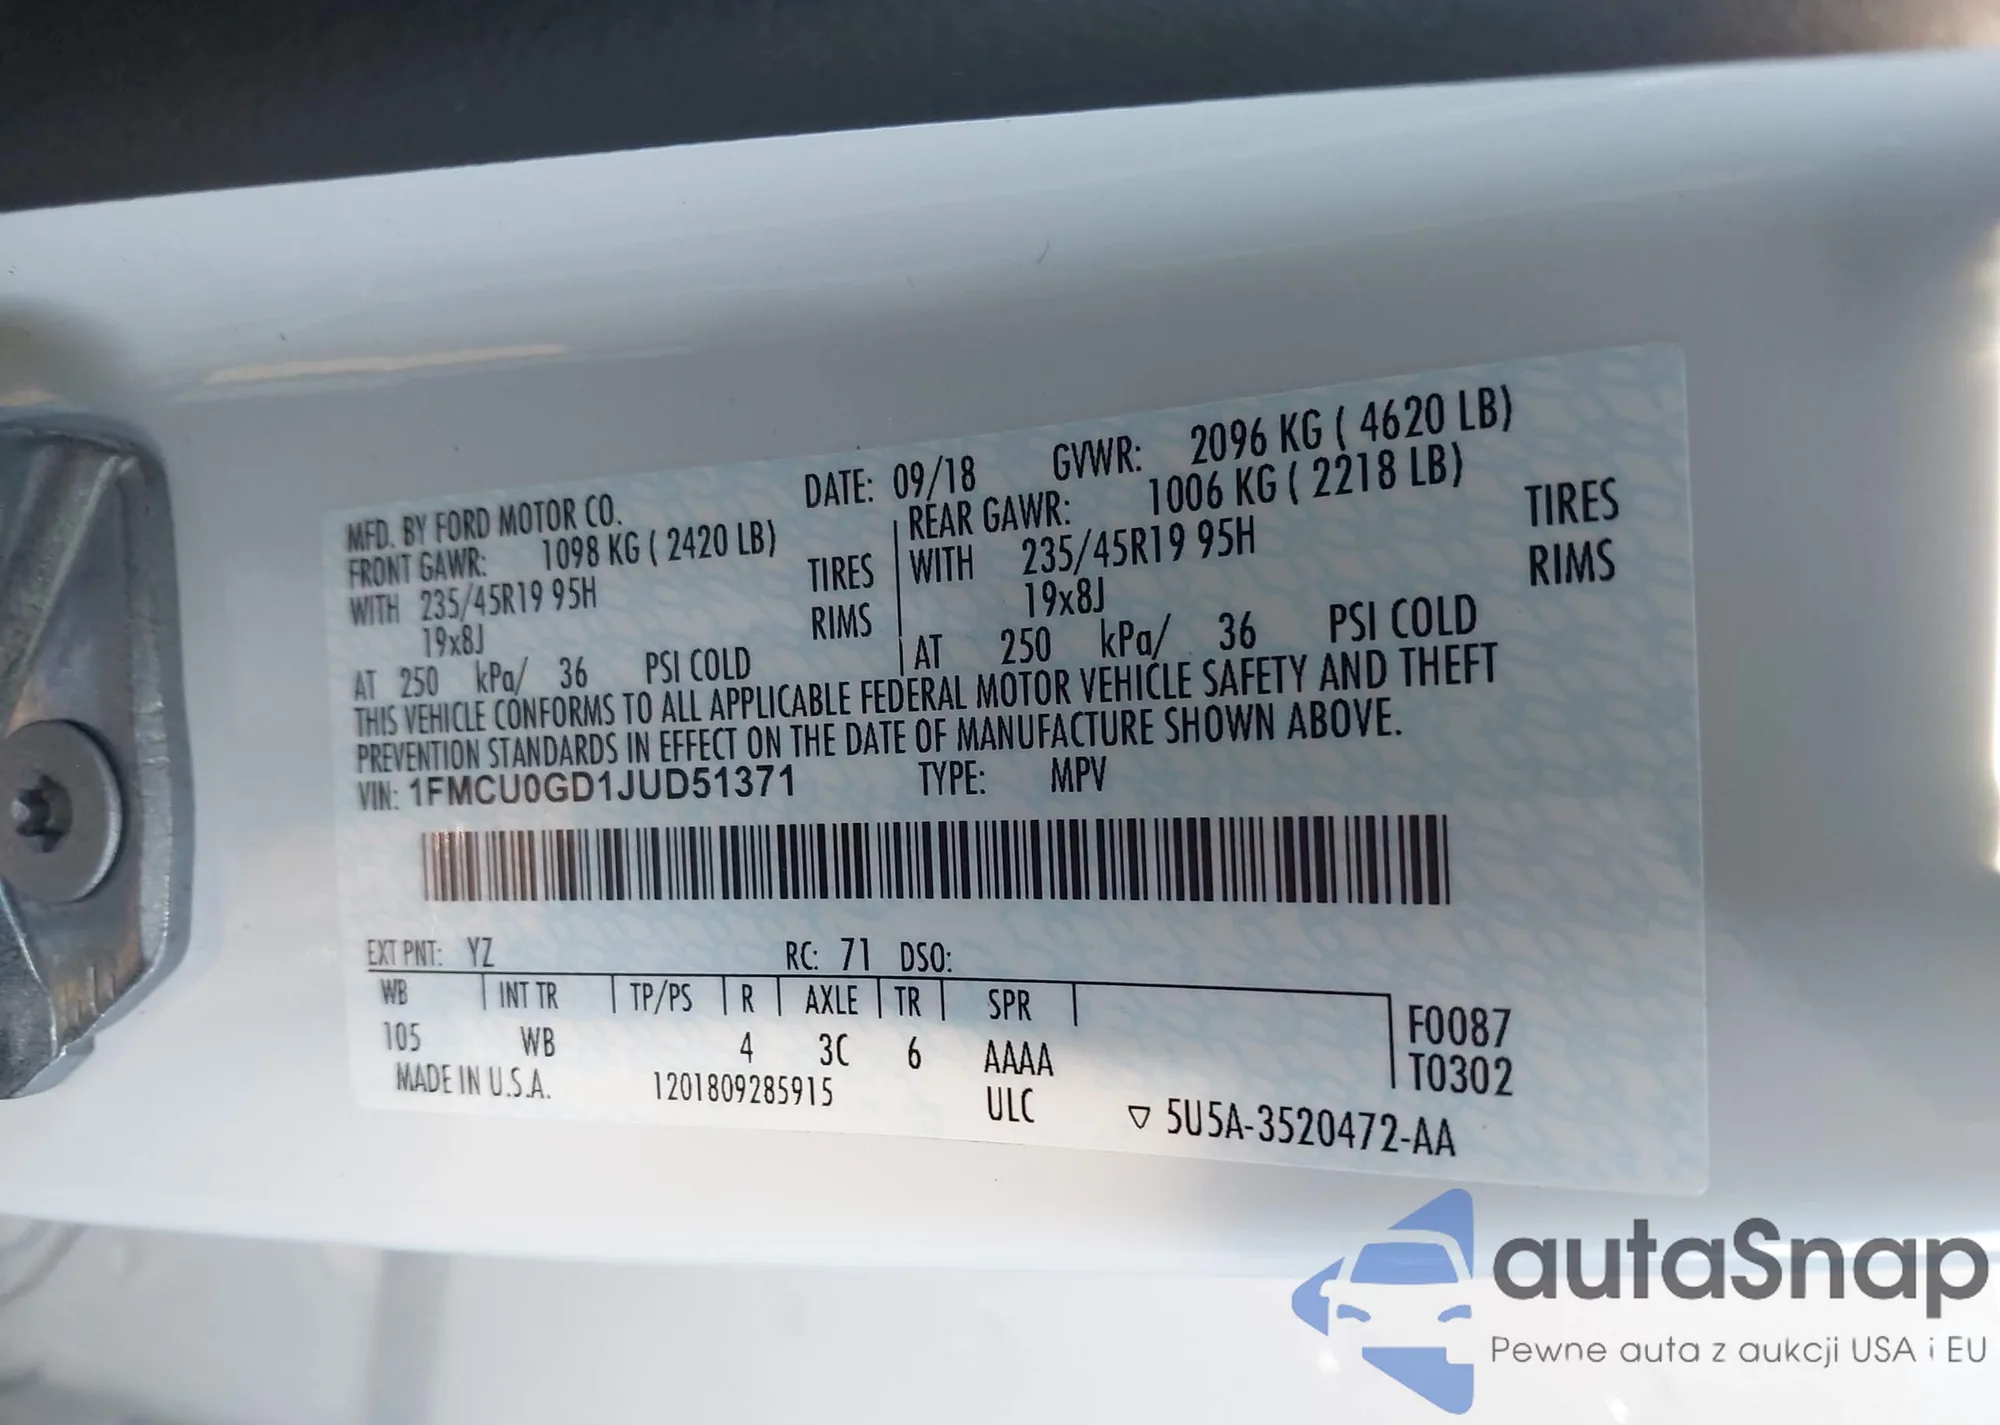 MFD. BY FORD MOTOR CO. DATE: 09/18 GVWR: 2096 KG ( 4620 LB)
FRONT GAWR: 1098 KG ( 2420 LB) REAR GAWR: 1006 KG ( 2218 LB)
WITH 235/45R19 95H TIRES WITH 235/45R19 95H TIRES
19x8J RIMS 19x8J RIMS
AT 250 kPa/ 36 PSI COLD AT 250 kPa/ 36 PSI COLD
THIS VEHICLE CONFORMS TO ALL APPLICABLE FEDERAL MOTOR VEHICLE SAFETY AND THEFT
PREVENTION STANDARDS IN EFFECT ON THE DATE OF MANUFACTURE SHOWN ABOVE.
VIN: 1FMCU0GD1JUD51371 TYPE: MPV
EXT PNT: YZ RC: 71 DSO:
WB INT TR TP/PS R AXLE TR SPR F0087
105 WB 4 3C 6 AAAA T0302
MADE IN U.S.A. 1201809285915 ULC ▽ 5U5A-3520472-AA
autaSnap
Pewne auta z aukcji USA i EU